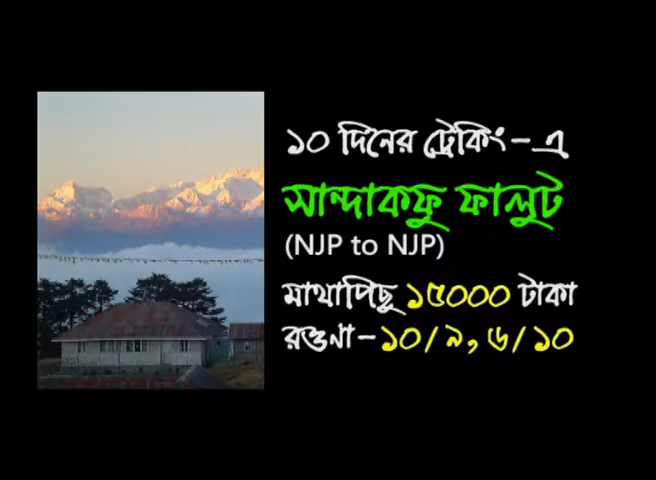 ১০ দিনের ট্রেকিং-এ
সান্দাকফু ফালুট
(NJP to NJP)
মাথাপিছু ১৫০০০ টাকা
রওনা-১০/৯, ৬/১০